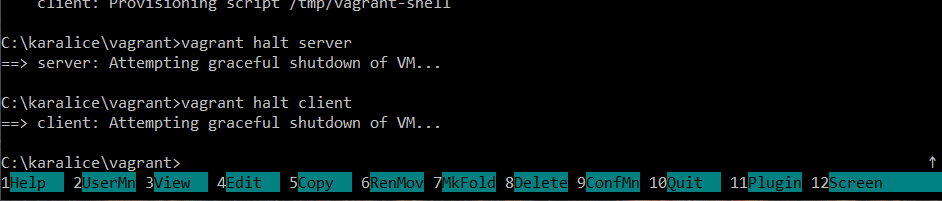 client: Provisioning script /tmp/vagrant-shell
C:\karalice\vagrant>vagrant halt server
==> server: Attempting graceful shutdown of VM...
C:\karalice\vagrant>vagrant halt client
==> client: Attempting graceful shutdown of VM...
C:\karalice\vagrant> ↑
1Help 2UserMn 3View 4Edit 5Copy 6RenMov 7MkFold 8Delete 9ConfMn 10Quit 11Plugin 12Screen